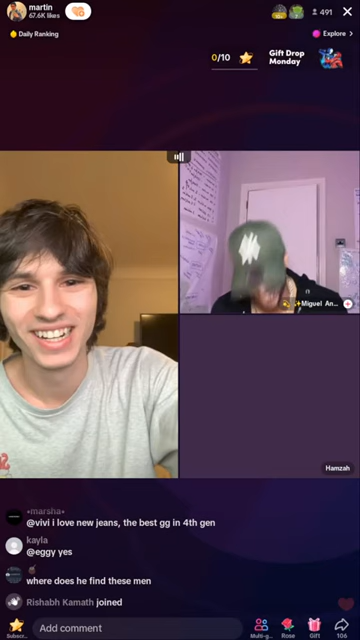 martin
67.6K likes
491
Daily Ranking
Explore >
0/10
Gift Drop
Monday
Miguel An...
Hamzah
•marsha•
@vivi i love new jeans, the best gg in 4th gen
kayla
@eggy yes
where does he find these men
Rishabh Kamath joined
Subscr...
Add comment
Multi-g...
Rose
Gift
106